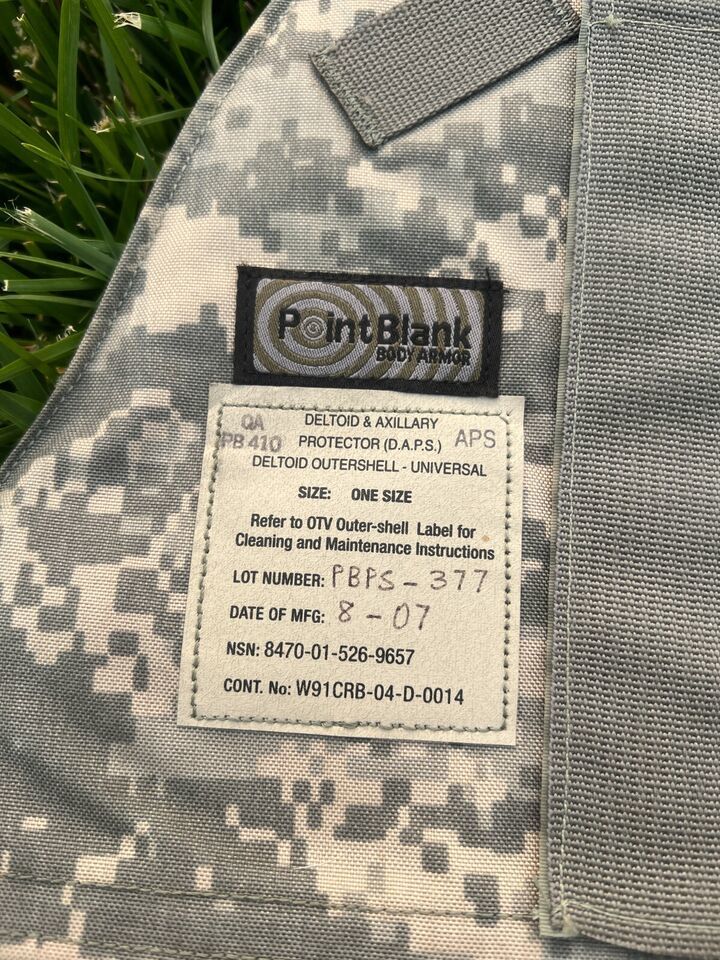 PointBlank
BODY ARMOR
QA
PB 410
APS
DELTOID & AXILLARY
PROTECTOR (D.A.P.S.)
DELTOID OUTERSHELL - UNIVERSAL
SIZE: ONE SIZE
Refer to OTV Outer-shell Label for
Cleaning and Maintenance Instructions
LOT NUMBER: PBPS-377
DATE OF MFG: 8-07
NSN: 8470-01-526-9657
CONT. No: W91CRB-04-D-0014